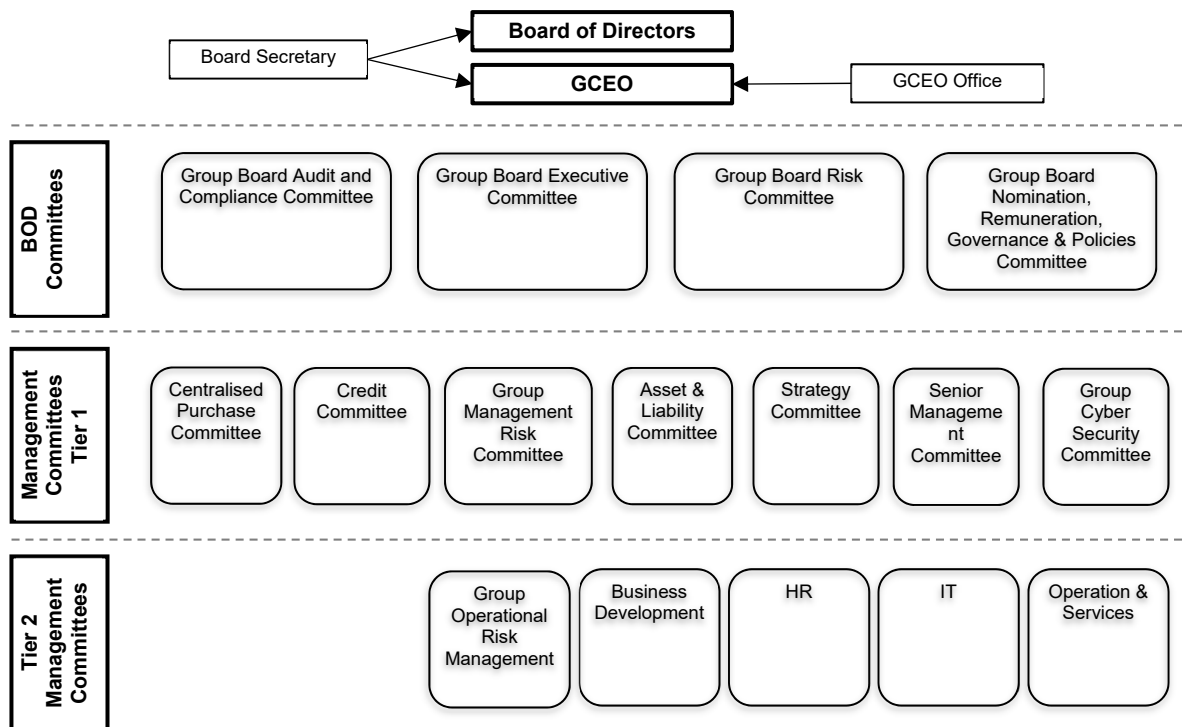 Board of Directors
Board Secretary
GCEO
GCEO Office
BOD
Committees
Group Board Audit and
Compliance Committee
Group Board Executive
Committee
Group Board Risk
Committee
Group Board
Nomination,
Remuneration,
Governance & Policies
Committee
Management
Committees
Tier 1
Centralised
Purchase
Committee
Credit
Committee
Group
Management
Risk
Committee
Asset &
Liability
Committee
Strategy
Committee
Senior
Manageme
nt
Committee
Group
Cyber
Security
Committee
Tier 2
Management
Committees
Group
Operational
Risk
Management
Business
Development
HR
IT
Operation &
Services